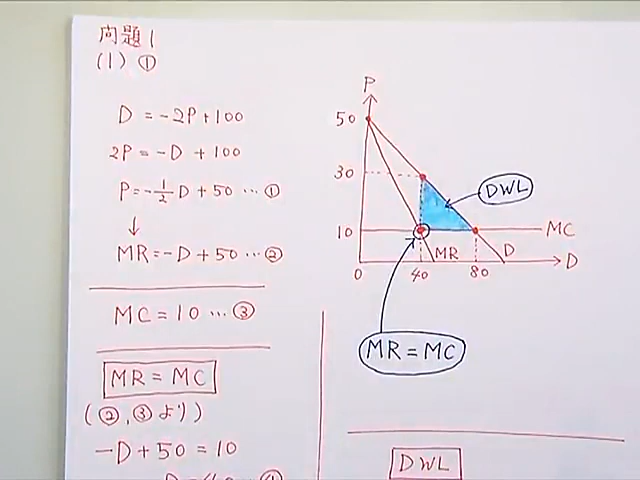 問題1
(1) ①
D = -2P+100
2P = -D + 100
P = -1/2 D + 50 … ①
↓
MR = -D + 50 … ②
MC = 10 … ③
MR = MC
(②, ③より)
-D + 50 = 10
P
50
30
10
0
40
80
DWL
MC
MR
D
D
MR = MC
DWL